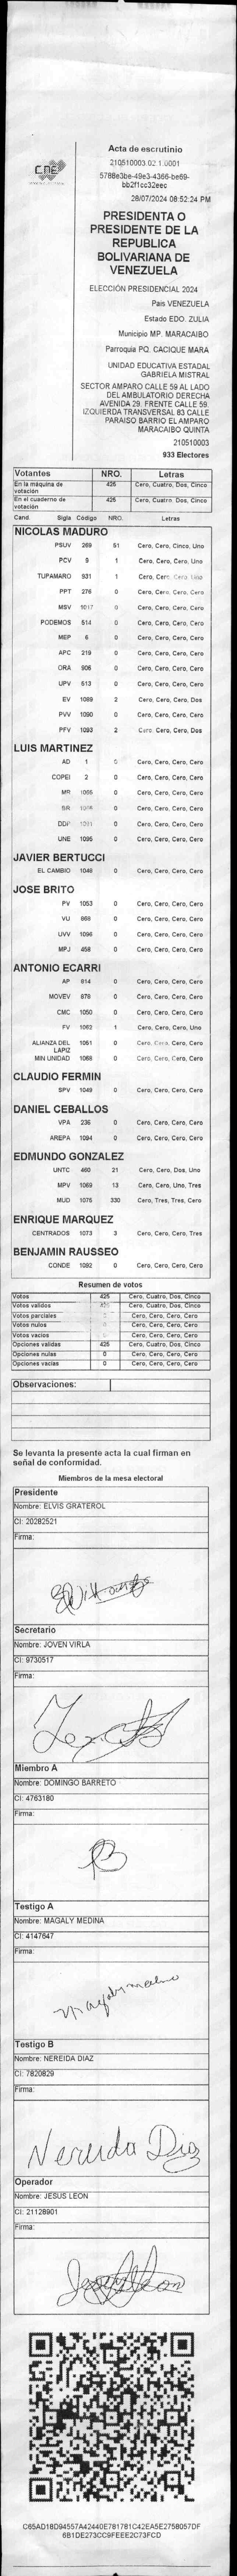 CNE
Acta de escrutinio
210510003.02.1.0001
5788e3be-49e3-4366-be69-
bb2f1cc32eec
28/07/2024 08:52:24 PM
PRESIDENTA O
PRESIDENTE DE LA
REPUBLICA
BOLIVARIANA DE
VENEZUELA
ELECCIÓN PRESIDENCIAL 2024
Pais VENEZUELA
Estado EDO. ZULIA
Municipio MP. MARACAIBO
Parroquia PQ. CACIQUE MARA
UNIDAD EDUCATIVA ESTADAL
GABRIELA MISTRAL
SECTOR AMPARO CALLE 59 AL LADO
DEL AMBULATORIO DERECHA
AVENIDA 29. FRENTE CALLE 59.
IZQUIERDA TRANSVERSAL 83 CALLE
PARAISO BARRIO EL AMPARO
MARACAIBO QUINTA
210510003
933 Electores
Votantes NRO. Letras
En la máquina de votación 425 Cero, Cuatro, Dos, Cinco
En el cuaderno de votación 425 Cero, Cuatro, Dos, Cinco
Cand. Sigla Código NRO. Letras
NICOLAS MADURO
PSUV 269 51 Cero, Cero, Cinco, Uno
PCV 9 1 Cero, Cero, Cero, Uno
TUPAMARO 931 1 Cero, Cero, Cero, Uno
PPT 276 0 Cero, Cero, Cero, Cero
MSV 1017 0 Cero, Cero, Cero, Cero
PODEMOS 514 0 Cero, Cero, Cero, Cero
MEP 6 0 Cero, Cero, Cero, Cero
APC 219 0 Cero, Cero, Cero, Cero
ORA 906 0 Cero, Cero, Cero, Cero
UPV 513 0 Cero, Cero, Cero, Cero
EV 1089 2 Cero, Cero, Cero, Dos
PVV 1090 0 Cero, Cero, Cero, Cero
PFV 1093 2 Cero, Cero, Cero, Dos
LUIS MARTINEZ
AD 1 0 Cero, Cero, Cero, Cero
COPEI 2 0 Cero, Cero, Cero, Cero
MR 1065 0 Cero, Cero, Cero, Cero
BR 0 Cero, Cero, Cero, Cero
DDP 0 Cero, Cero, Cero, Cero
UNE 1095 0 Cero, Cero, Cero, Cero
JAVIER BERTUCCI
EL CAMBIO 1048 0 Cero, Cero, Cero, Cero
JOSE BRITO
PV 1053 0 Cero, Cero, Cero, Cero
VU 868 0 Cero, Cero, Cero, Cero
UVV 1096 0 Cero, Cero, Cero, Cero
MPJ 458 0 Cero, Cero, Cero, Cero
ANTONIO ECARRI
AP 814 0 Cero, Cero, Cero, Cero
MOVEV 878 0 Cero, Cero, Cero, Cero
CMC 1050 0 Cero, Cero, Cero, Cero
FV 1062 1 Cero, Cero, Cero, Uno
ALIANZA DEL LAPIZ 1051 0 Cero, Cero, Cero, Cero
MIN UNIDAD 1068 0 Cero, Cero, Cero, Cero
CLAUDIO FERMIN
SPV 1049 0 Cero, Cero, Cero, Cero
DANIEL CEBALLOS
VPA 236 0 Cero, Cero, Cero, Cero
AREPA 1094 0 Cero, Cero, Cero, Cero
EDMUNDO GONZALEZ
UNTC 460 21 Cero, Cero, Dos, Uno
MPV 1069 13 Cero, Cero, Uno, Tres
MUD 1075 330 Cero, Tres, Tres, Cero
ENRIQUE MARQUEZ
CENTRADOS 1073 3 Cero, Cero, Cero, Tres
BENJAMIN RAUSSEO
CONDE 1092 0 Cero, Cero, Cero, Cero
Resumen de votos
Votos 425 Cero, Cuatro, Dos, Cinco
Votos validos 425 Cero, Cuatro, Dos, Cinco
Votos parciales 0 Cero, Cero, Cero, Cero
Votos nulos 0 Cero, Cero, Cero, Cero
Votos vacios 0 Cero, Cero, Cero, Cero
Opciones validas 425 Cero, Cuatro, Dos, Cinco
Opciones nulas 0 Cero, Cero, Cero, Cero
Opciones vacias 0 Cero, Cero, Cero, Cero
Observaciones:
Se levanta la presente acta la cual firman en
señal de conformidad.
Miembros de la mesa electoral
Presidente
Nombre: ELVIS GRATEROL
CI: 20282521
Firma:
Secretario
Nombre: JOVEN VIRLA
CI: 9730517
Firma:
Miembro A
Nombre: DOMINGO BARRETO
CI: 4763180
Firma:
Testigo A
Nombre: MAGALY MEDINA
CI: 4147647
Firma:
Magaly medina
Testigo B
Nombre: NEREIDA DIAZ
CI: 7820829
Firma:
Nereida Diaz
Operador
Nombre: JESUS LEON
CI: 21128901
Firma:
C65AD18D94557A42440E781781C42EA5E2758057DF
6B1DE273CC9FEEE2C73FCD